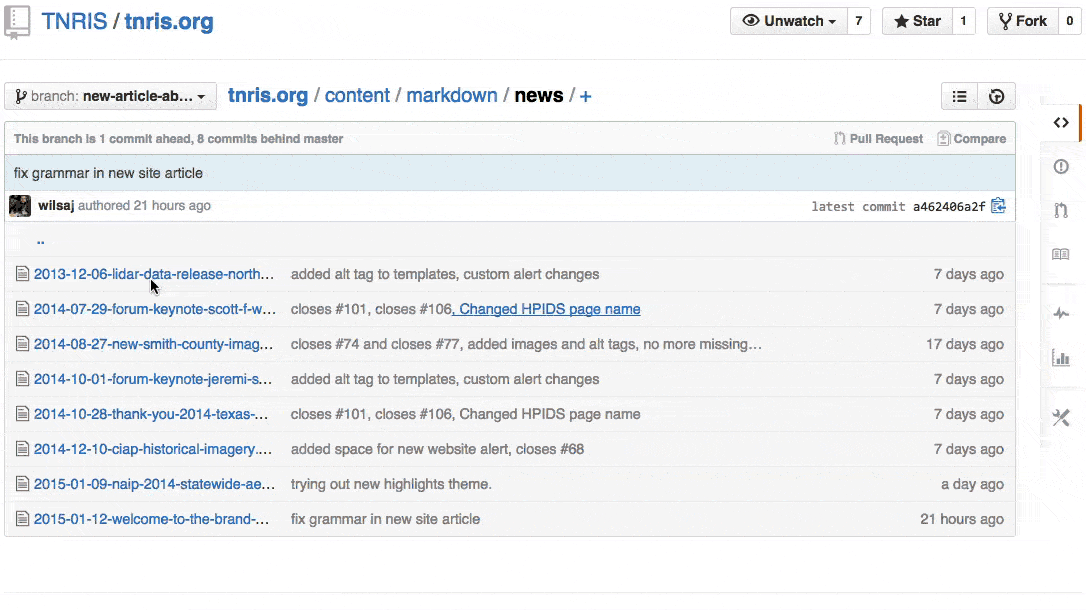 TNRIS / tnris.org
Unwatch 7
Star 1
Fork 0
branch: new-article-ab...
tnris.org / content / markdown / news / +
This branch is 1 commit ahead, 8 commits behind master
Pull Request
Compare
fix grammar in new site article
wilsaj authored 21 hours ago
latest commit a462406a2f
..
2013-12-06-lidar-data-release-north... added alt tag to templates, custom alert changes 7 days ago
2014-07-29-forum-keynote-scott-f-w... closes #101, closes #106, Changed HPIDS page name 7 days ago
2014-08-27-new-smith-county-imag... closes #74 and closes #77, added images and alt tags, no more missing... 17 days ago
2014-10-01-forum-keynote-jeremi-s... added alt tag to templates, custom alert changes 7 days ago
2014-10-28-thank-you-2014-texas-... closes #101, closes #106, Changed HPIDS page name 7 days ago
2014-12-10-ciap-historical-imagery.... added space for new website alert, closes #68 7 days ago
2015-01-09-naip-2014-statewide-ae... trying out new highlights theme. a day ago
2015-01-12-welcome-to-the-brand-... fix grammar in new site article 21 hours ago